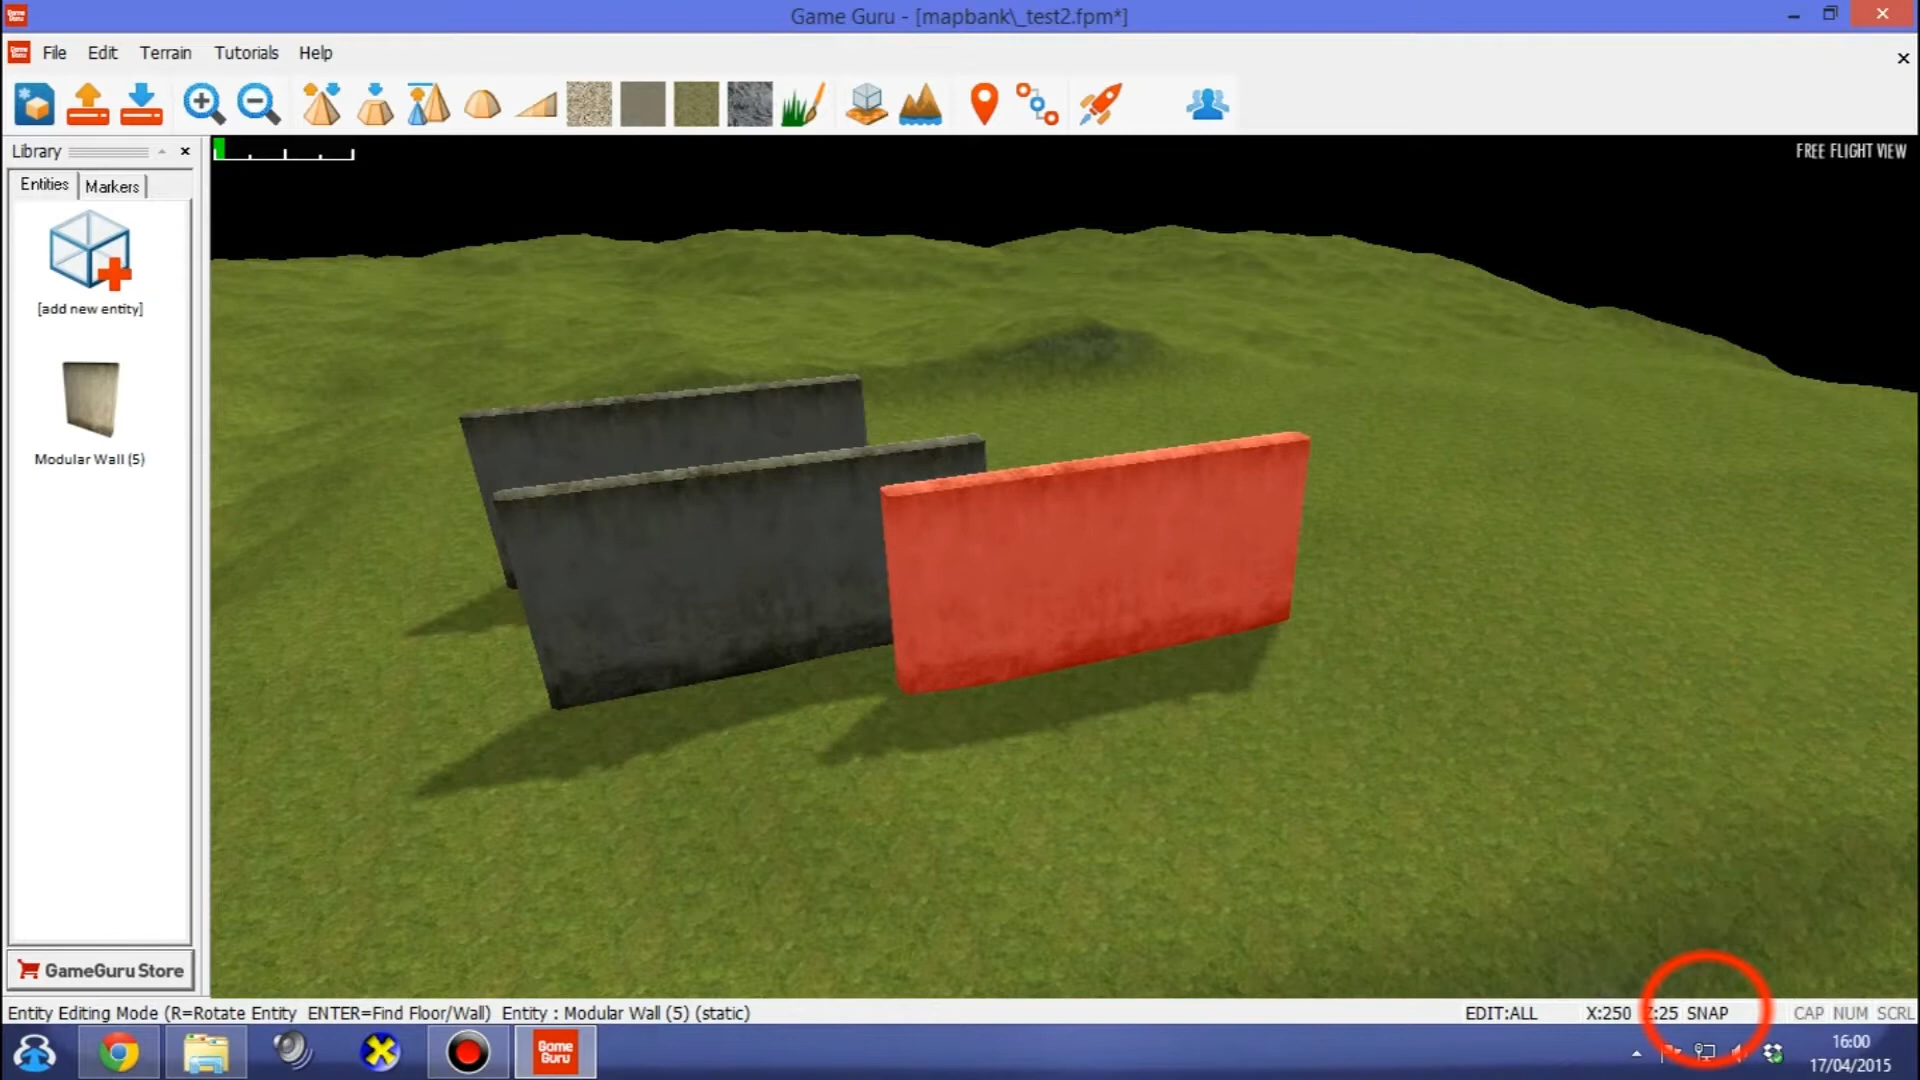 Game Guru - [mapbank\_test2.fpm*]
File Edit Terrain Tutorials Help
Library
FREE FLIGHT VIEW
Entities Markers
[add new entity]
Modular Wall (5)
GameGuru Store
Entity Editing Mode (R=Rotate Entity ENTER=Find Floor/Wall) Entity : Modular Wall (5) (static) EDIT:ALL X:250 Z:25 SNAP CAP NUM SCRL
Game
Guru
16:00
17/04/2015